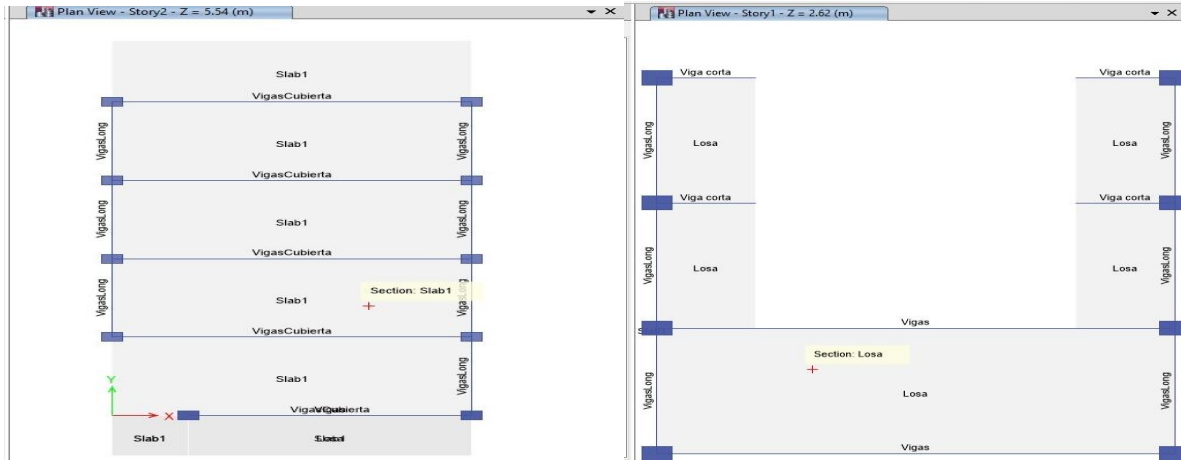 Plan View - Story2 - Z = 5.54 (m)
Slab1
VigasCubierta
VigasLong
VigasLong
Slab1
VigasCubierta
VigasLong
VigasLong
Slab1
VigasCubierta
Section: Slab1
VigasLong
VigasLong
Slab1
VigasCubierta
VigasLong
Y
Slab1
X
Slab1
Plan View - Story1 - Z = 2.62 (m)
Viga corta
Viga corta
VigasLong
VigasLong
Losa
Losa
Viga corta
Viga corta
VigasLong
VigasLong
Losa
Losa
Vigas
Section: Losa
VigasLong
VigasLong
Losa
Vigas